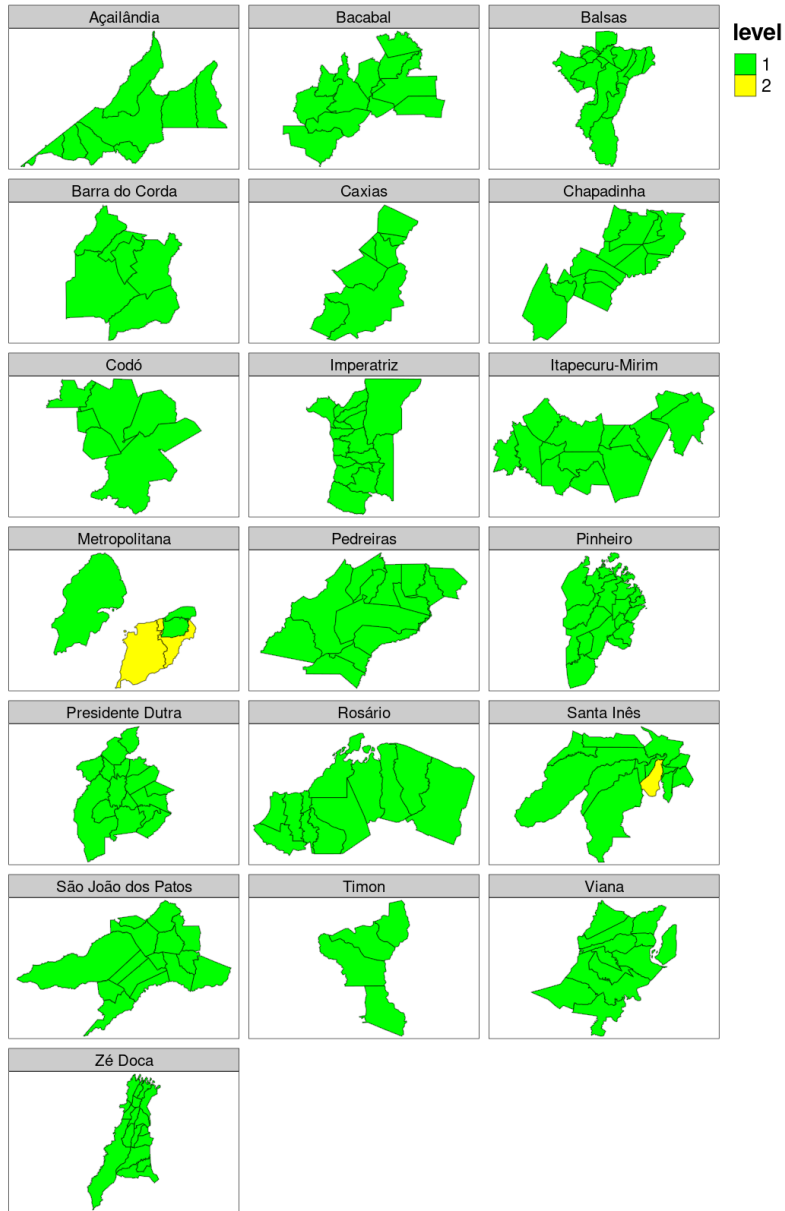 Açailândia
Bacabal
Balsas
level
1
2
Barra do Corda
Caxias
Chapadinha
Codó
Imperatriz
Itapecuru-Mirim
Metropolitana
Pedreiras
Pinheiro
Presidente Dutra
Rosário
Santa Inês
São João dos Patos
Timon
Viana
Zé Doca